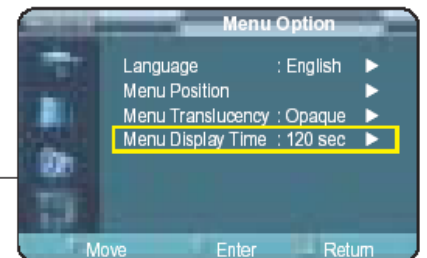 Menu Option
Language : English ▶
Menu Position ▶
Menu Translucency : Opaque ▶
Menu Display Time : 120 sec ▶
Move Enter Return